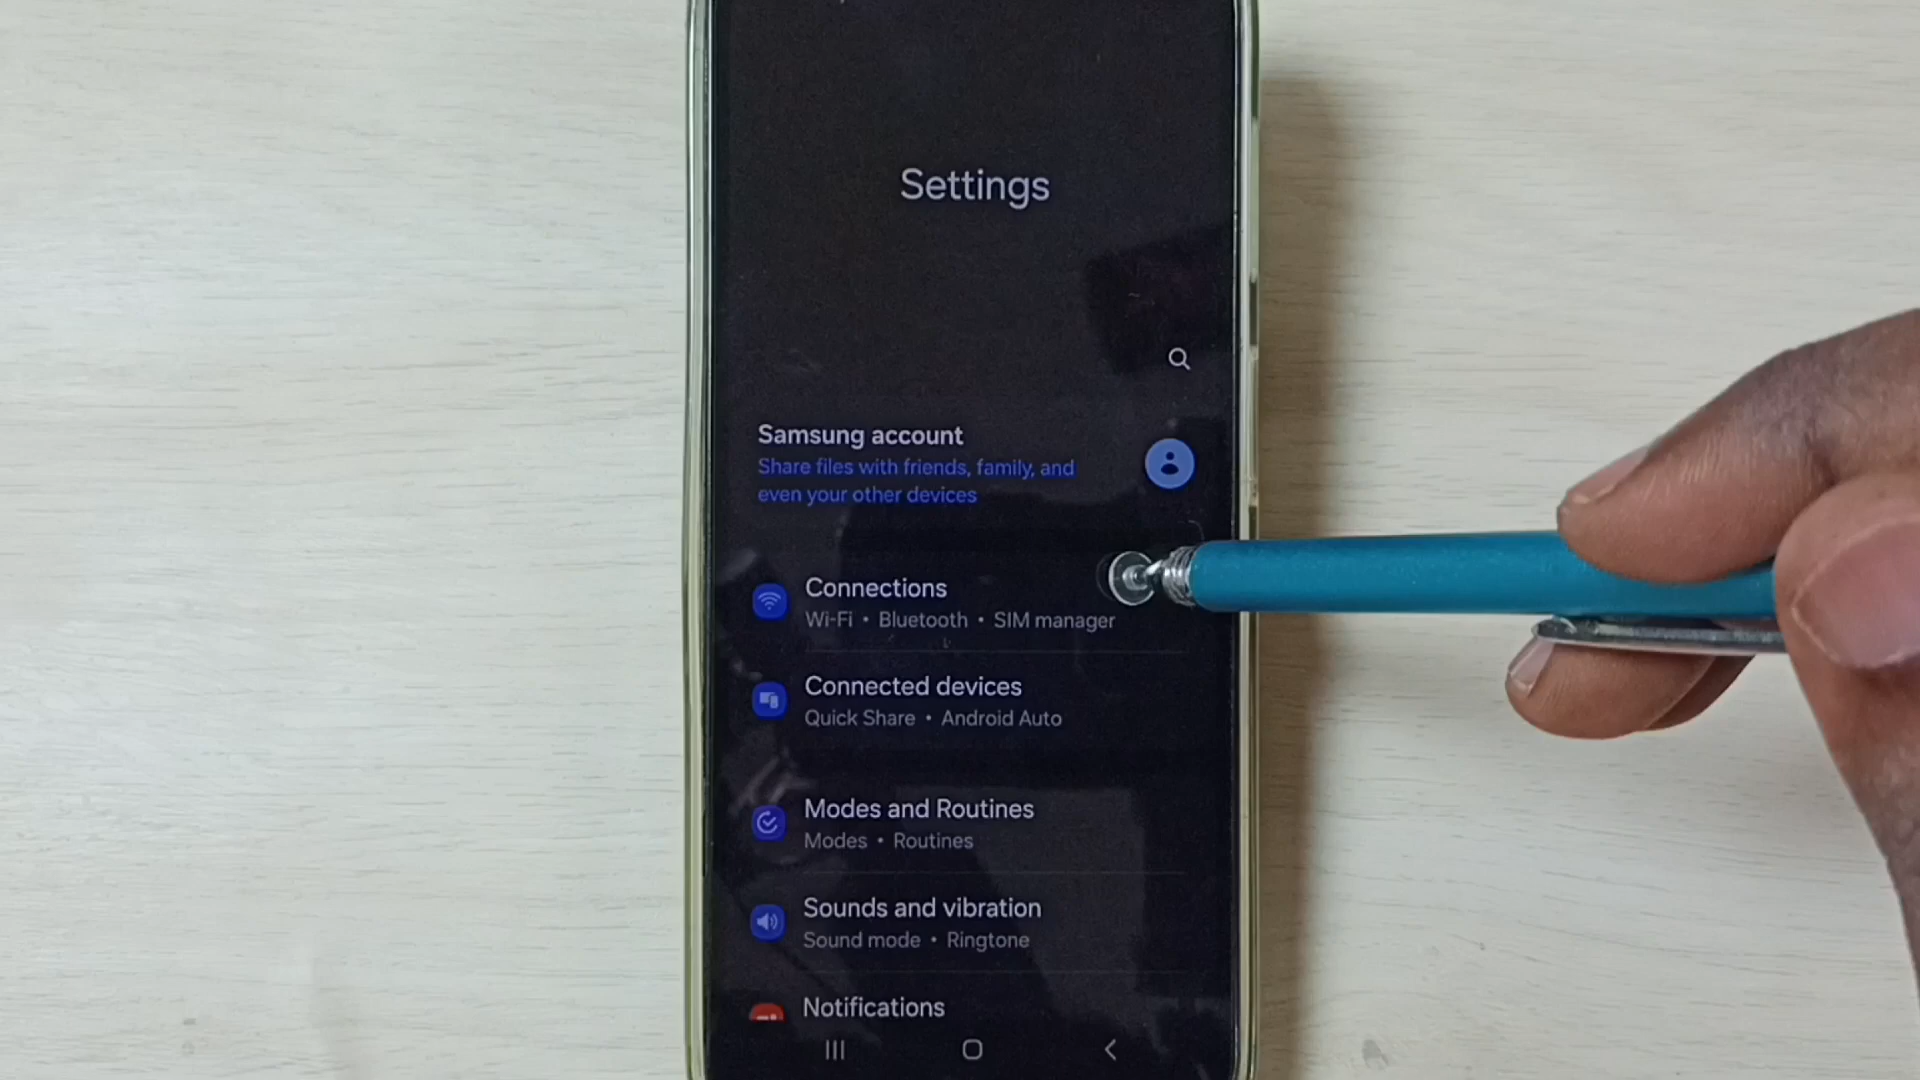 Settings
Samsung account
Share files with friends, family, and
even your other devices
Connections
Wi-Fi • Bluetooth • SIM manager
Connected devices
Quick Share • Android Auto
Modes and Routines
Modes • Routines
Sounds and vibration
Sound mode • Ringtone
Notifications